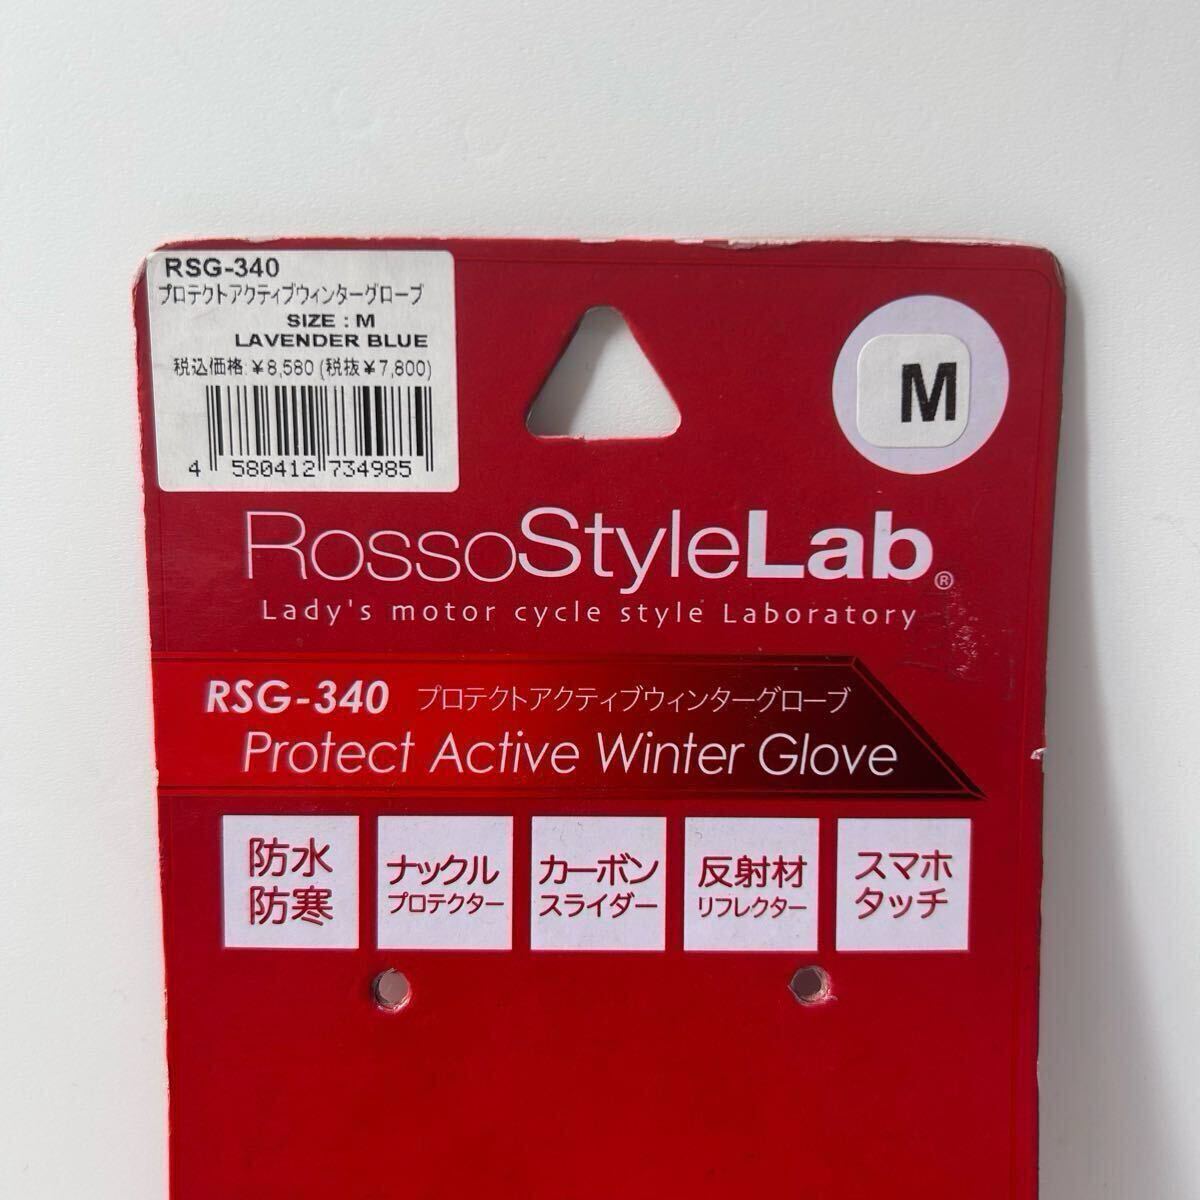 RSG-340
プロテクトアクティブウィンターグローブ
SIZE : M
LAVENDER BLUE
税込価格:¥8,580 (税抜¥7,800)
4 580412 734985
M
RossoStyleLab®
Lady's motor cycle style Laboratory
RSG-340 プロテクトアクティブウィンターグローブ
Protect Active Winter Glove
防水
防寒
ナックル
プロテクター
カーボン
スライダー
反射材
リフレクター
スマホ
タッチ